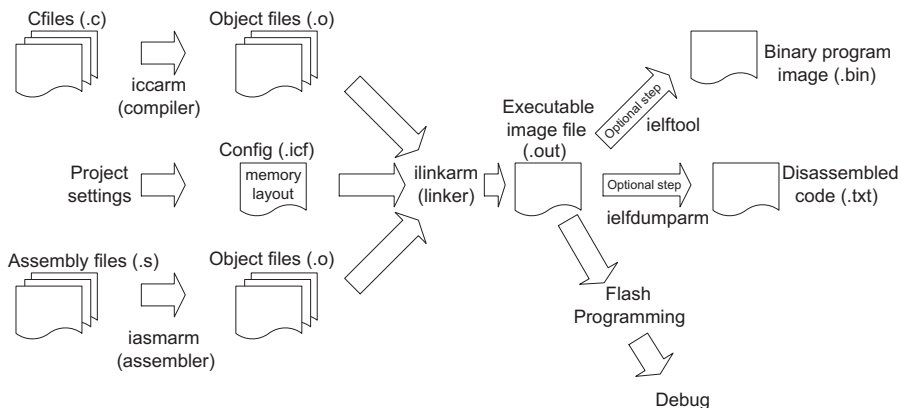 Cfiles (.c)
Object files (.o)
iccarm
(compiler)
Project
settings
Config (.icf)
memory
layout
Assembly files (.s)
Object files (.o)
iasmarm
(assembler)
ilinkarm
(linker)
Executable
image file
(.out)
Optional step
ielftool
Binary program
image (.bin)
Optional step
ielfdumparm
Disassembled
code (.txt)
Flash
Programming
Debug